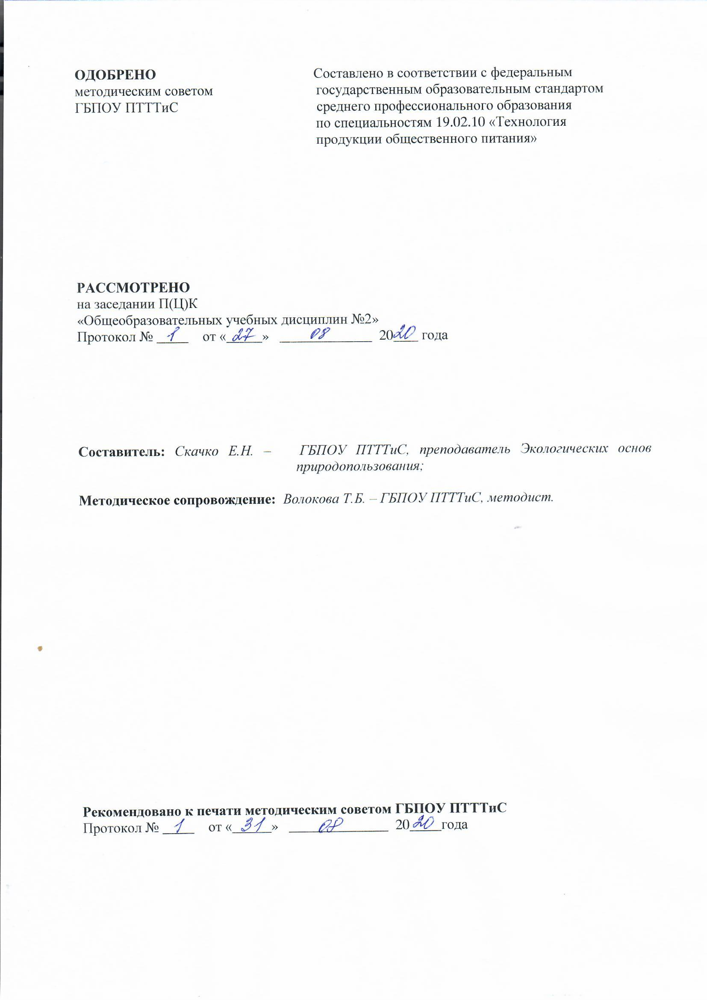 ОДОБРЕНО
методическим советом
ГБПОУ ПТТТиС
Составлено в соответствии с федеральным
государственным образовательным стандартом
среднего профессионального образования
по специальностям 19.02.10 «Технология
продукции общественного питания»
РАССМОТРЕНО
на заседании П(Ц)К
«Общеобразовательных учебных дисциплин №2»
Протокол № 1 от «27» 08 2020 года
Составитель: Скачко Е.Н. – ГБПОУ ПТТТиС, преподаватель Экологических основ
природопользования;
Методическое сопровождение: Волокова Т.Б. – ГБПОУ ПТТТиС, методист.
Рекомендовано к печати методическим советом ГБПОУ ПТТТиС
Протокол № 1 от «31» 08 2020 года